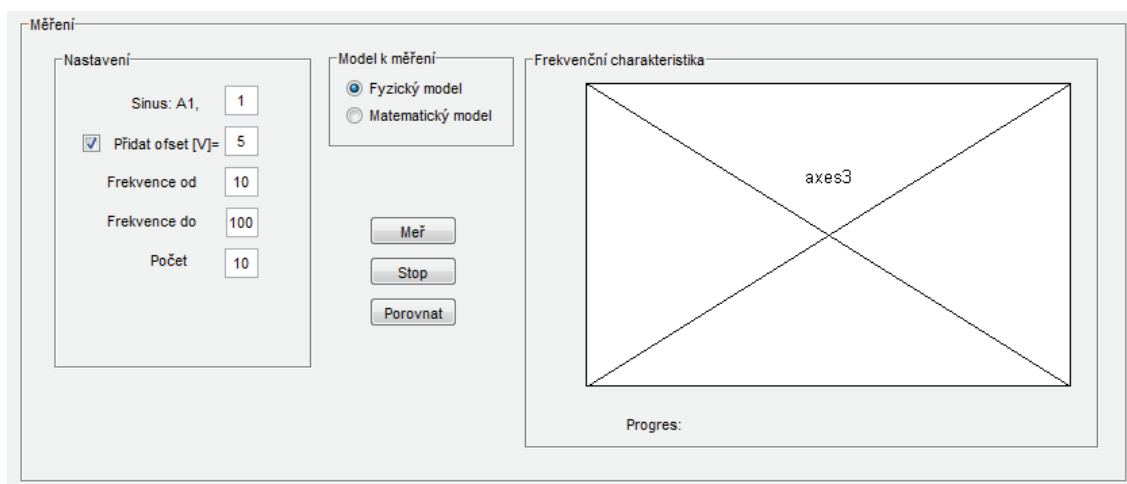 Měření
Nastavení
Sinus: A1, 1
Přidat ofset [V]= 5
Frekvence od 10
Frekvence do 100
Počet 10
Model k měření
Fyzický model
Matematický model
Meř
Stop
Porovnat
Frekvenční charakteristika
axes3
Progres: